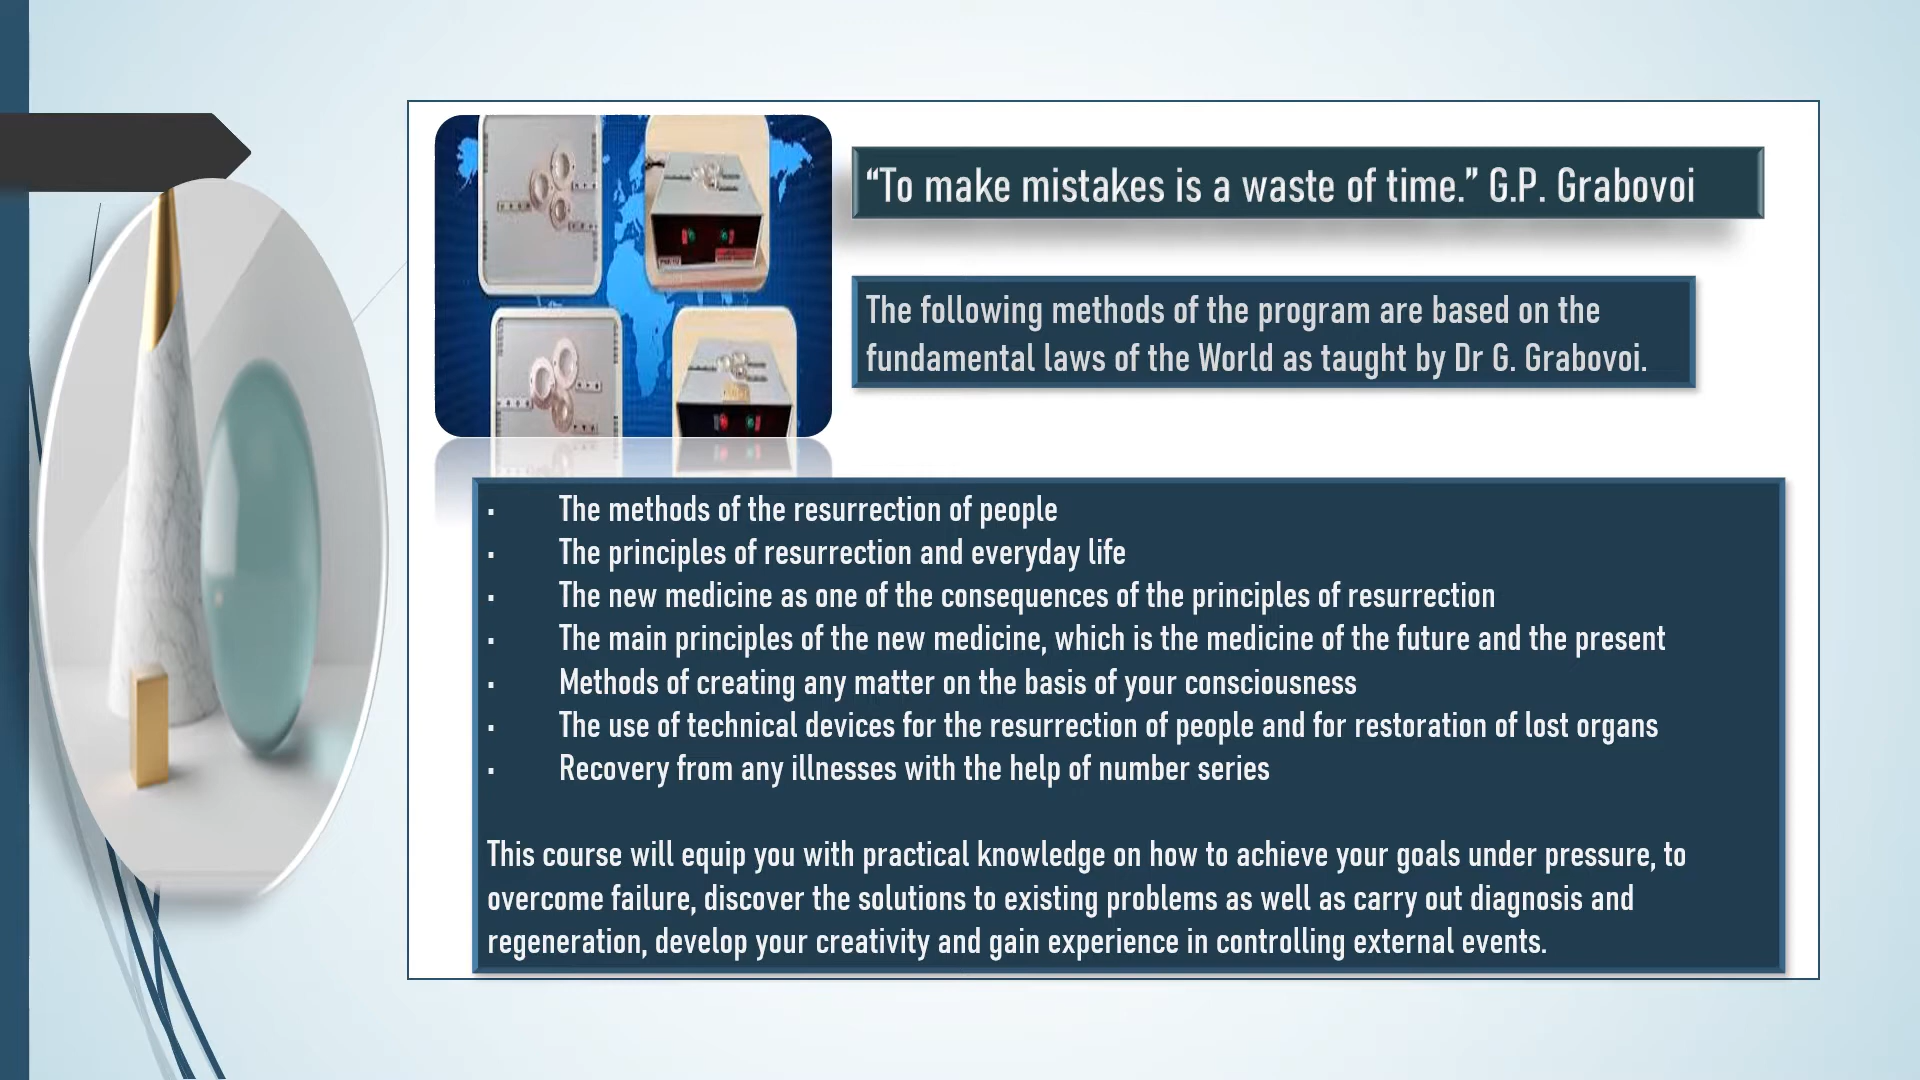 “To make mistakes is a waste of time.” G.P. Grabovoi
The following methods of the program are based on the
fundamental laws of the World as taught by Dr G. Grabovoi.
· The methods of the resurrection of people
· The principles of resurrection and everyday life
· The new medicine as one of the consequences of the principles of resurrection
· The main principles of the new medicine, which is the medicine of the future and the present
· Methods of creating any matter on the basis of your consciousness
· The use of technical devices for the resurrection of people and for restoration of lost organs
· Recovery from any illnesses with the help of number series
This course will equip you with practical knowledge on how to achieve your goals under pressure, to
overcome failure, discover the solutions to existing problems as well as carry out diagnosis and
regeneration, develop your creativity and gain experience in controlling external events.